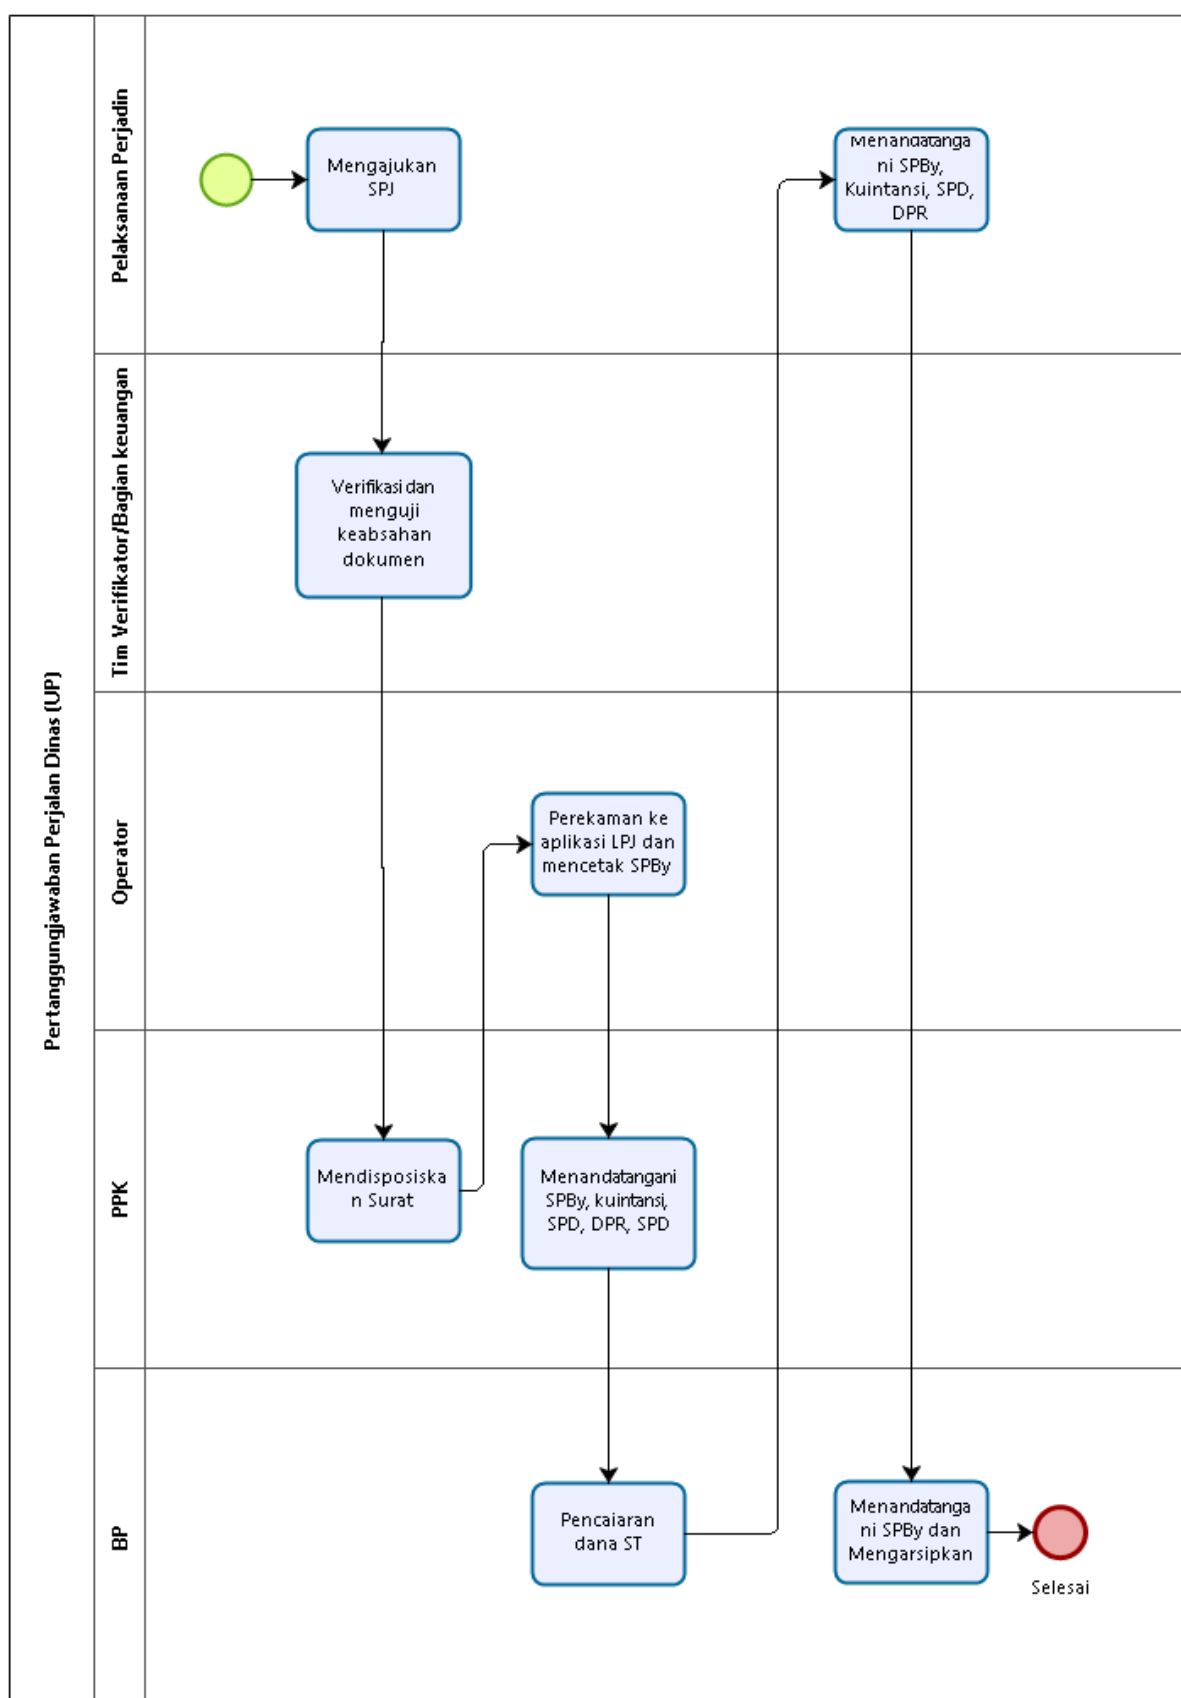 Pertanggungjawaban Perjalan Dinas (UP)
Pelaksanaan Perjadin
Mengajukan
SPJ
Menandatanga
ni SPBy,
Kuintansi, SPD,
DPR
Tim Verifikator/Bagian keuangan
Verifikasi dan
menguji
keabsahan
dokumen
Operator
Perekaman ke
aplikasi LPJ dan
mencetak SPBy
PPK
Mendisposiska
n Surat
Menandatangani
SPBy, kuintansi,
SPD, DPR, SPD
BP
Pencaiaran
dana ST
Menandatanga
ni SPBy dan
Mengarsipkan
Selesai